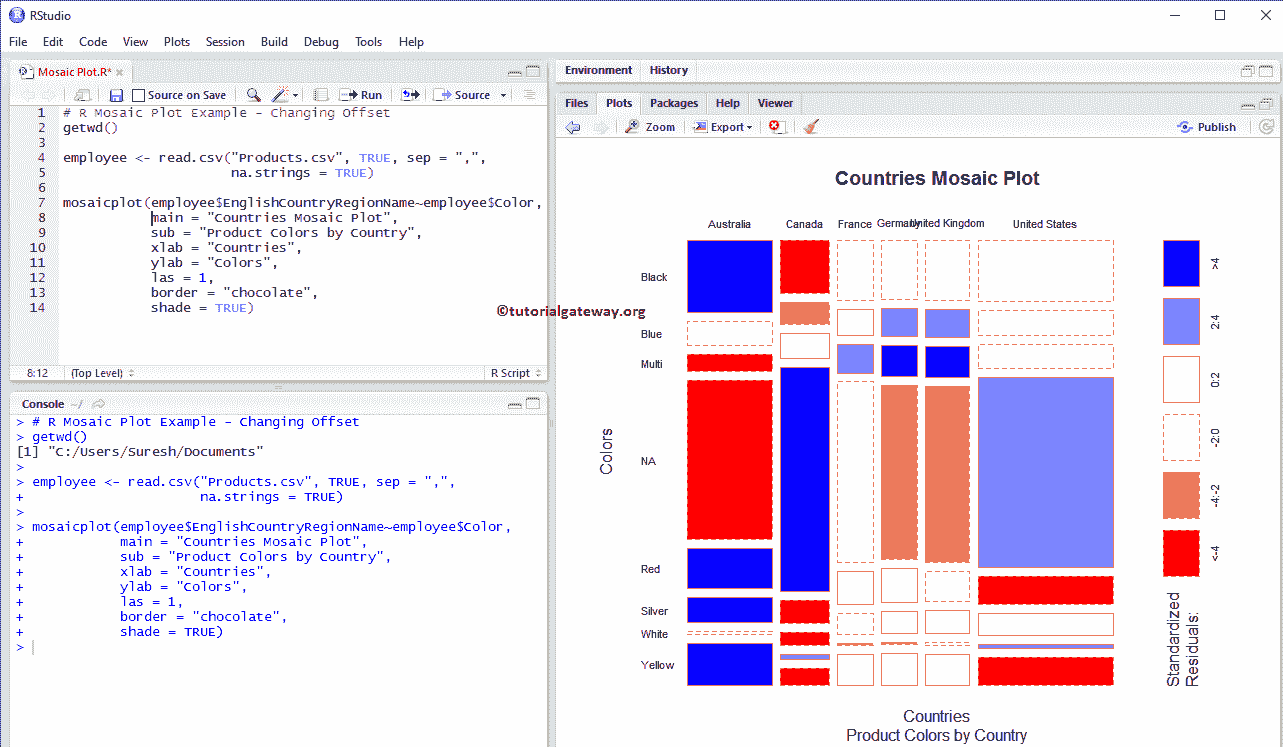 RStudio
File Edit Code View Plots Session Build Debug Tools Help
Mosaic Plot.R*
Source on Save
Run
Source
1 # R Mosaic Plot Example - Changing Offset
2 getwd()
3
4 employee <- read.csv("Products.csv", TRUE, sep = ",",
5 na.strings = TRUE)
6
7 mosaicplot(employee$EnglishCountryRegionName~employee$Color,
8 main = "Countries Mosaic Plot",
9 sub = "Product Colors by Country",
10 xlab = "Countries",
11 ylab = "Colors",
12 las = 1,
13 border = "chocolate",
14 shade = TRUE)
8:12 (Top Level) R Script
Console ~/
> # R Mosaic Plot Example - Changing Offset
> getwd()
[1] "C:/Users/Suresh/Documents"
>
> employee <- read.csv("Products.csv", TRUE, sep = ",",
+ na.strings = TRUE)
>
> mosaicplot(employee$EnglishCountryRegionName~employee$Color,
+ main = "Countries Mosaic Plot",
+ sub = "Product Colors by Country",
+ xlab = "Countries",
+ ylab = "Colors",
+ las = 1,
+ border = "chocolate",
+ shade = TRUE)
>
Environment History
Files Plots Packages Help Viewer
Zoom Export Publish
Countries Mosaic Plot
Australia Canada France Germany United Kingdom United States
Black
Blue
Multi
NA
Red
Silver
White
Yellow
Colors
Countries
Product Colors by Country
>4
2:4
0:2
-2:0
-4:-2
<-4
Standardized
Residuals:
©tutorialgateway.org